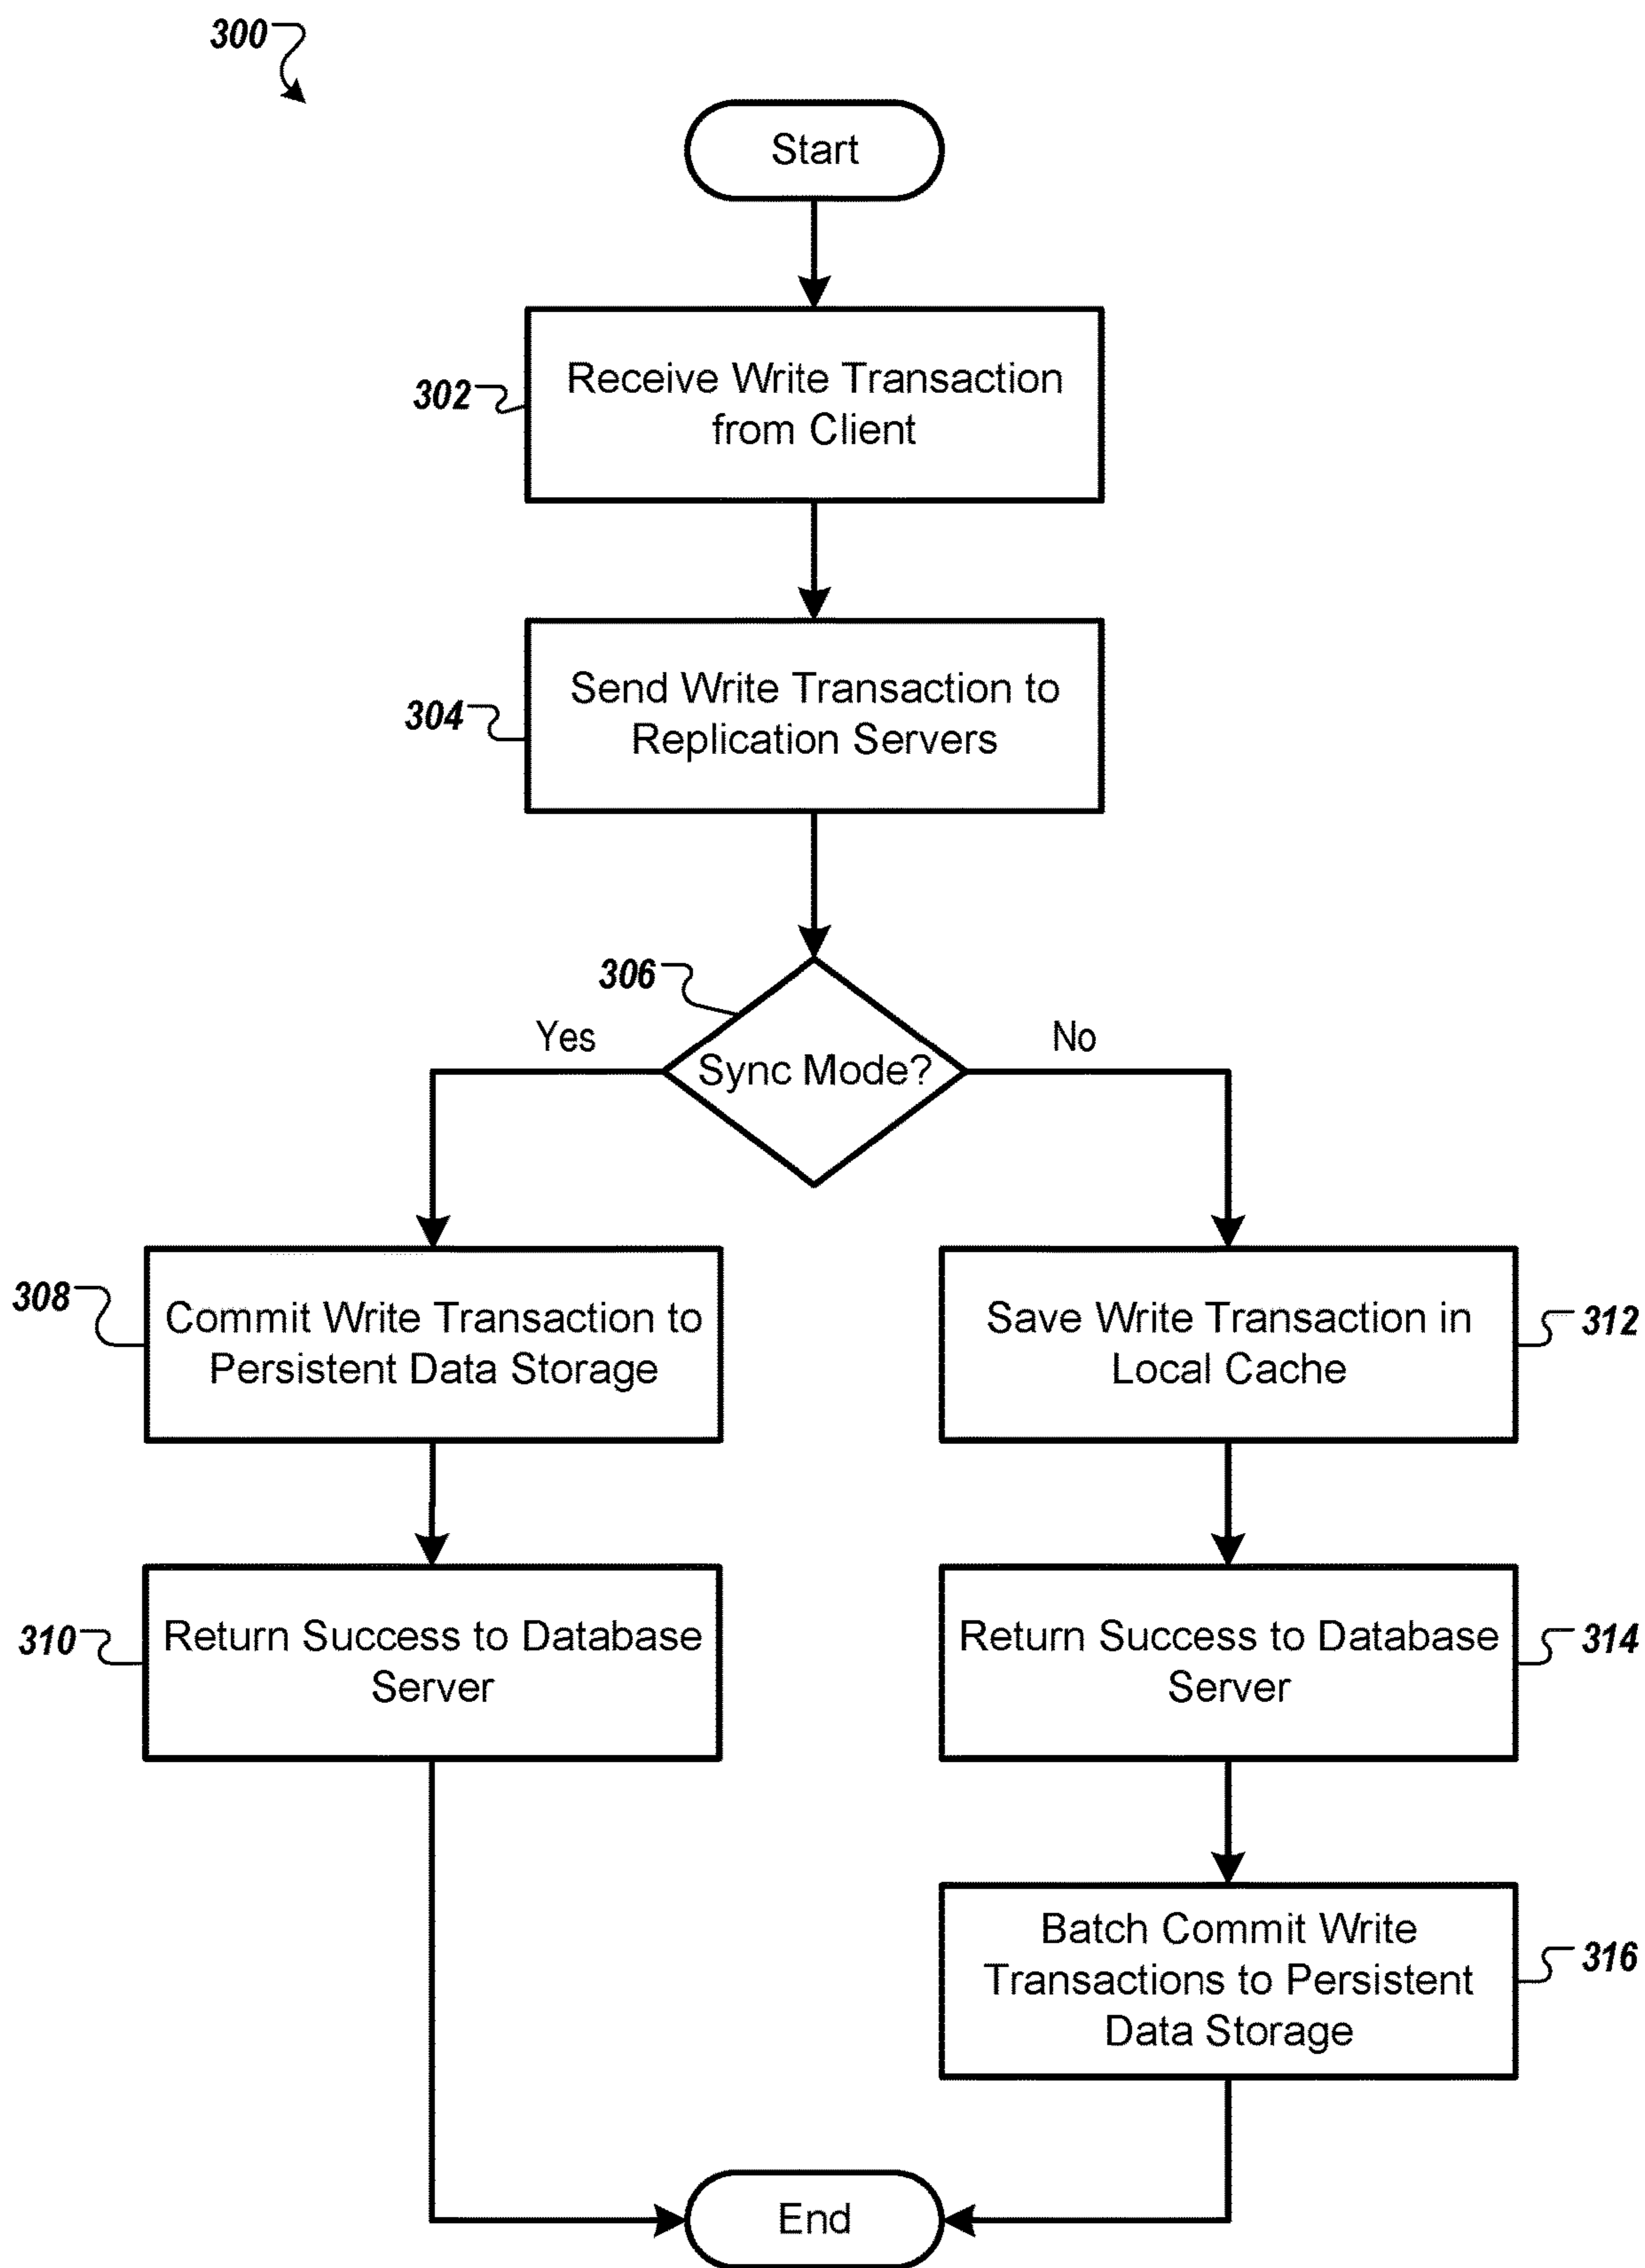 300
Start
302
Receive Write Transaction
from Client
304
Send Write Transaction to
Replication Servers
306
Yes
Sync Mode?
No
308
Commit Write Transaction to
Persistent Data Storage
Save Write Transaction in
Local Cache
312
310
Return Success to Database
Server
Return Success to Database
Server
314
Batch Commit Write
Transactions to Persistent
Data Storage
316
End